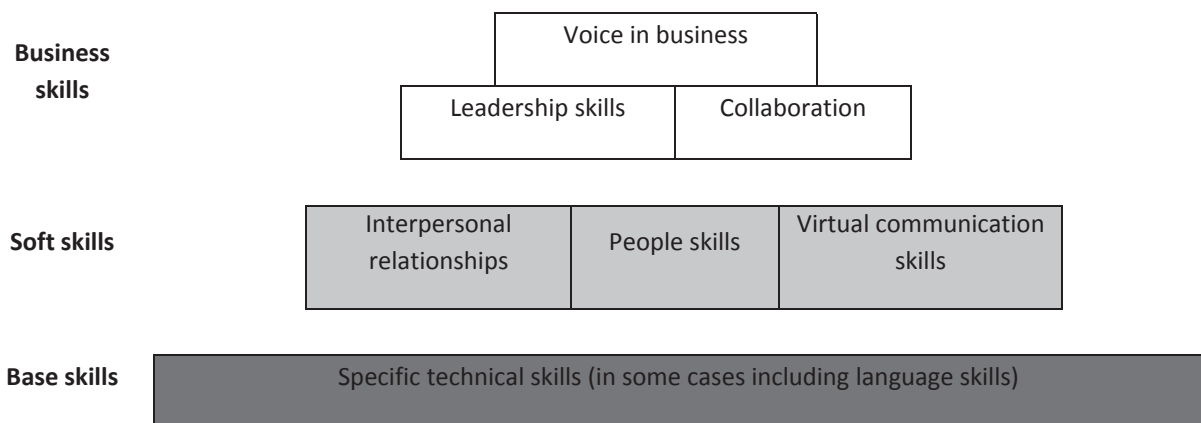 Business
skills
Voice in business
Leadership skills
Collaboration
Soft skills
Interpersonal
relationships
People skills
Virtual communication
skills
Base skills
Specific technical skills (in some cases including language skills)